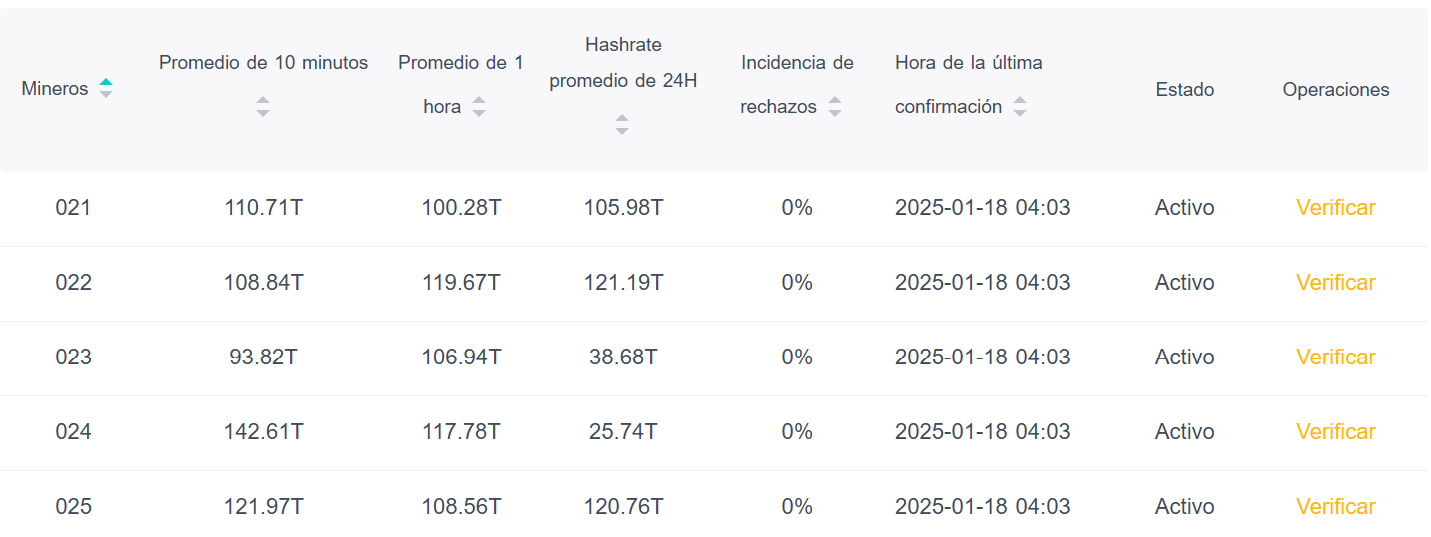 Mineros
Promedio de 10 minutos
Promedio de 1
hora
Hashrate
promedio de 24H
Incidencia de
rechazos
Hora de la última
confirmación
Estado
Operaciones
021 110.71T 100.28T 105.98T 0% 2025-01-18 04:03 Activo Verificar
022 108.84T 119.67T 121.19T 0% 2025-01-18 04:03 Activo Verificar
023 93.82T 106.94T 38.68T 0% 2025-01-18 04:03 Activo Verificar
024 142.61T 117.78T 25.74T 0% 2025-01-18 04:03 Activo Verificar
025 121.97T 108.56T 120.76T 0% 2025-01-18 04:03 Activo Verificar